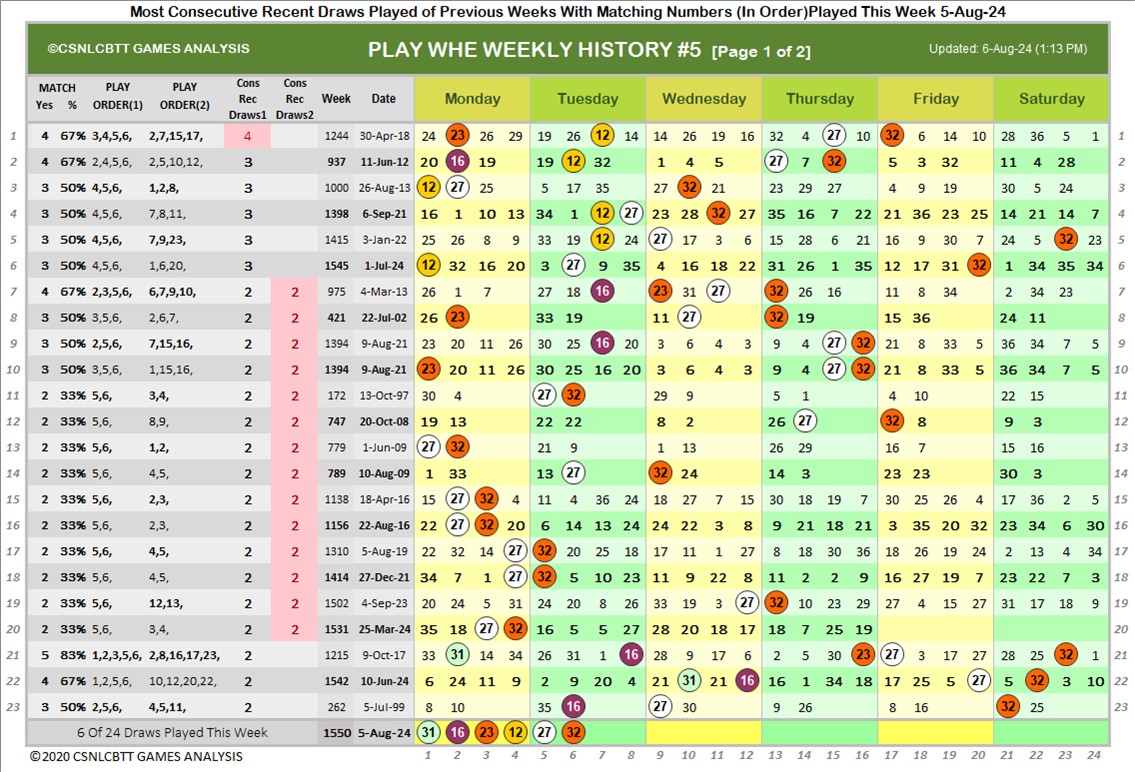 Most Consecutive Recent Draws Played of Previous Weeks With Matching Numbers (In Order)Played This Week 5-Aug-24
©CSNLCBTT GAMES ANALYSIS PLAY WHE WEEKLY HISTORY #5 [Page 1 of 2] Updated: 6-Aug-24 (1:13 PM)
MATCH Yes % PLAY ORDER(1) PLAY ORDER(2) Cons Rec Draws1 Cons Rec Draws2 Week Date Monday Tuesday Wednesday Thursday Friday Saturday
1 4 67% 3,4,5,6, 2,7,15,17, 4 1244 30-Apr-18 24 23 26 29 19 26 12 14 14 26 19 16 32 4 27 10 32 6 14 10 28 36 5 1 1
2 4 67% 2,4,5,6, 2,5,10,12, 3 937 11-Jun-12 20 16 19 19 12 32 1 4 5 27 7 32 5 3 32 11 4 28 2
3 3 50% 4,5,6, 1,2,8, 3 1000 26-Aug-13 12 27 25 5 17 35 27 32 21 23 29 27 4 9 19 30 5 24 3
4 3 50% 4,5,6, 7,8,11, 3 1398 6-Sep-21 16 1 10 13 34 1 12 27 23 28 32 27 35 16 7 22 21 36 23 25 14 21 14 7 4
5 3 50% 4,5,6, 7,9,23, 3 1415 3-Jan-22 25 26 8 9 33 19 12 24 27 17 3 6 15 28 6 21 16 9 30 7 24 5 32 23 5
6 3 50% 4,5,6, 1,6,20, 3 1545 1-Jul-24 12 32 16 20 3 27 9 35 4 16 18 22 31 26 1 35 12 17 31 32 1 34 35 34 6
7 4 67% 2,3,5,6, 6,7,9,10, 2 2 975 4-Mar-13 26 1 7 27 18 16 23 31 27 32 26 16 11 8 34 2 34 23 7
8 3 50% 3,5,6, 2,6,7, 2 2 421 22-Jul-02 26 23 33 19 11 27 32 19 15 36 24 11 8
9 3 50% 2,5,6, 7,15,16, 2 2 1394 9-Aug-21 23 20 11 26 30 25 16 20 3 6 4 3 9 4 27 32 21 8 33 5 36 34 7 5 9
10 3 50% 3,5,6, 1,15,16, 2 2 1394 9-Aug-21 23 20 11 26 30 25 16 20 3 6 4 3 9 4 27 32 21 8 33 5 36 34 7 5 10
11 2 33% 5,6, 3,4, 2 2 172 13-Oct-97 30 4 27 32 29 9 5 1 4 10 22 15 11
12 2 33% 5,6, 8,9, 2 2 747 20-Oct-08 19 13 22 22 8 2 26 27 32 8 9 3 12
13 2 33% 5,6, 1,2, 2 2 779 1-Jun-09 27 32 21 9 1 13 26 29 16 7 15 16 13
14 2 33% 5,6, 4,5, 2 2 789 10-Aug-09 1 33 13 27 32 24 14 3 23 23 30 3 14
15 2 33% 5,6, 2,3, 2 2 1138 18-Apr-16 15 27 32 4 11 4 36 24 18 27 7 15 30 18 19 7 30 25 26 4 17 36 2 5 15
16 2 33% 5,6, 2,3, 2 2 1156 22-Aug-16 22 27 32 20 6 14 13 24 24 22 3 8 9 21 18 21 3 35 20 32 23 34 6 30 16
17 2 33% 5,6, 4,5, 2 2 1310 5-Aug-19 22 32 14 27 32 20 25 18 17 11 1 27 8 18 30 36 18 26 19 24 2 13 4 34 17
18 2 33% 5,6, 4,5, 2 2 1414 27-Dec-21 34 7 1 27 32 5 10 23 11 9 22 8 11 2 2 9 16 27 19 7 23 22 7 3 18
19 2 33% 5,6, 12,13, 2 2 1502 4-Sep-23 20 24 5 31 24 20 8 26 33 19 3 27 32 10 23 29 27 4 15 27 31 17 18 9 19
20 2 33% 5,6, 3,4, 2 2 1531 25-Mar-24 35 18 27 32 16 5 5 27 28 20 18 17 18 7 25 19 20
21 5 83% 1,2,3,5,6, 2,8,16,17,23, 2 1215 9-Oct-17 33 31 14 34 26 31 1 16 28 9 17 6 2 5 30 23 27 3 17 27 28 25 32 1 21
22 4 67% 1,2,5,6, 10,12,20,22, 2 1542 10-Jun-24 6 24 11 9 2 9 20 4 21 31 21 16 16 1 34 18 17 25 5 27 5 32 3 10 22
23 3 50% 2,5,6, 4,5,11, 2 262 5-Jul-99 8 10 35 16 27 30 9 26 8 16 32 25 23
6 Of 24 Draws Played This Week 1550 5-Aug-24 31 16 23 12 27 32
©2020 CSNLCBTT GAMES ANALYSIS 1 2 3 4 5 6 7 8 9 10 11 12 13 14 15 16 17 18 19 20 21 22 23 24